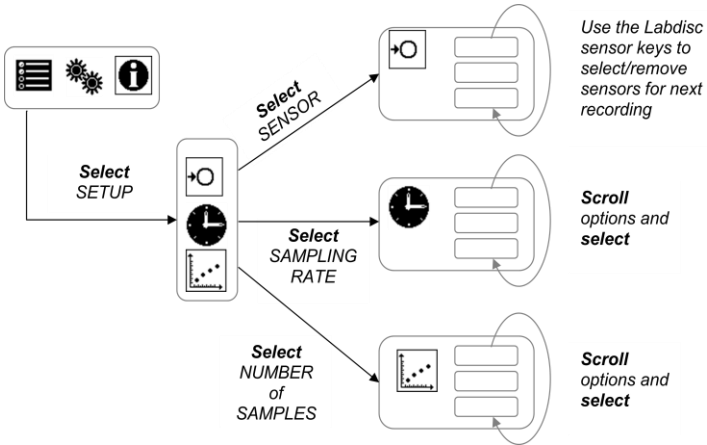 Use the Labdisc
sensor keys to
select/remove
sensors for next
recording
Select
SENSOR
Select
SETUP
Select
SAMPLING
RATE
Scroll
options and
select
Select
NUMBER
of
SAMPLES
Scroll
options and
select